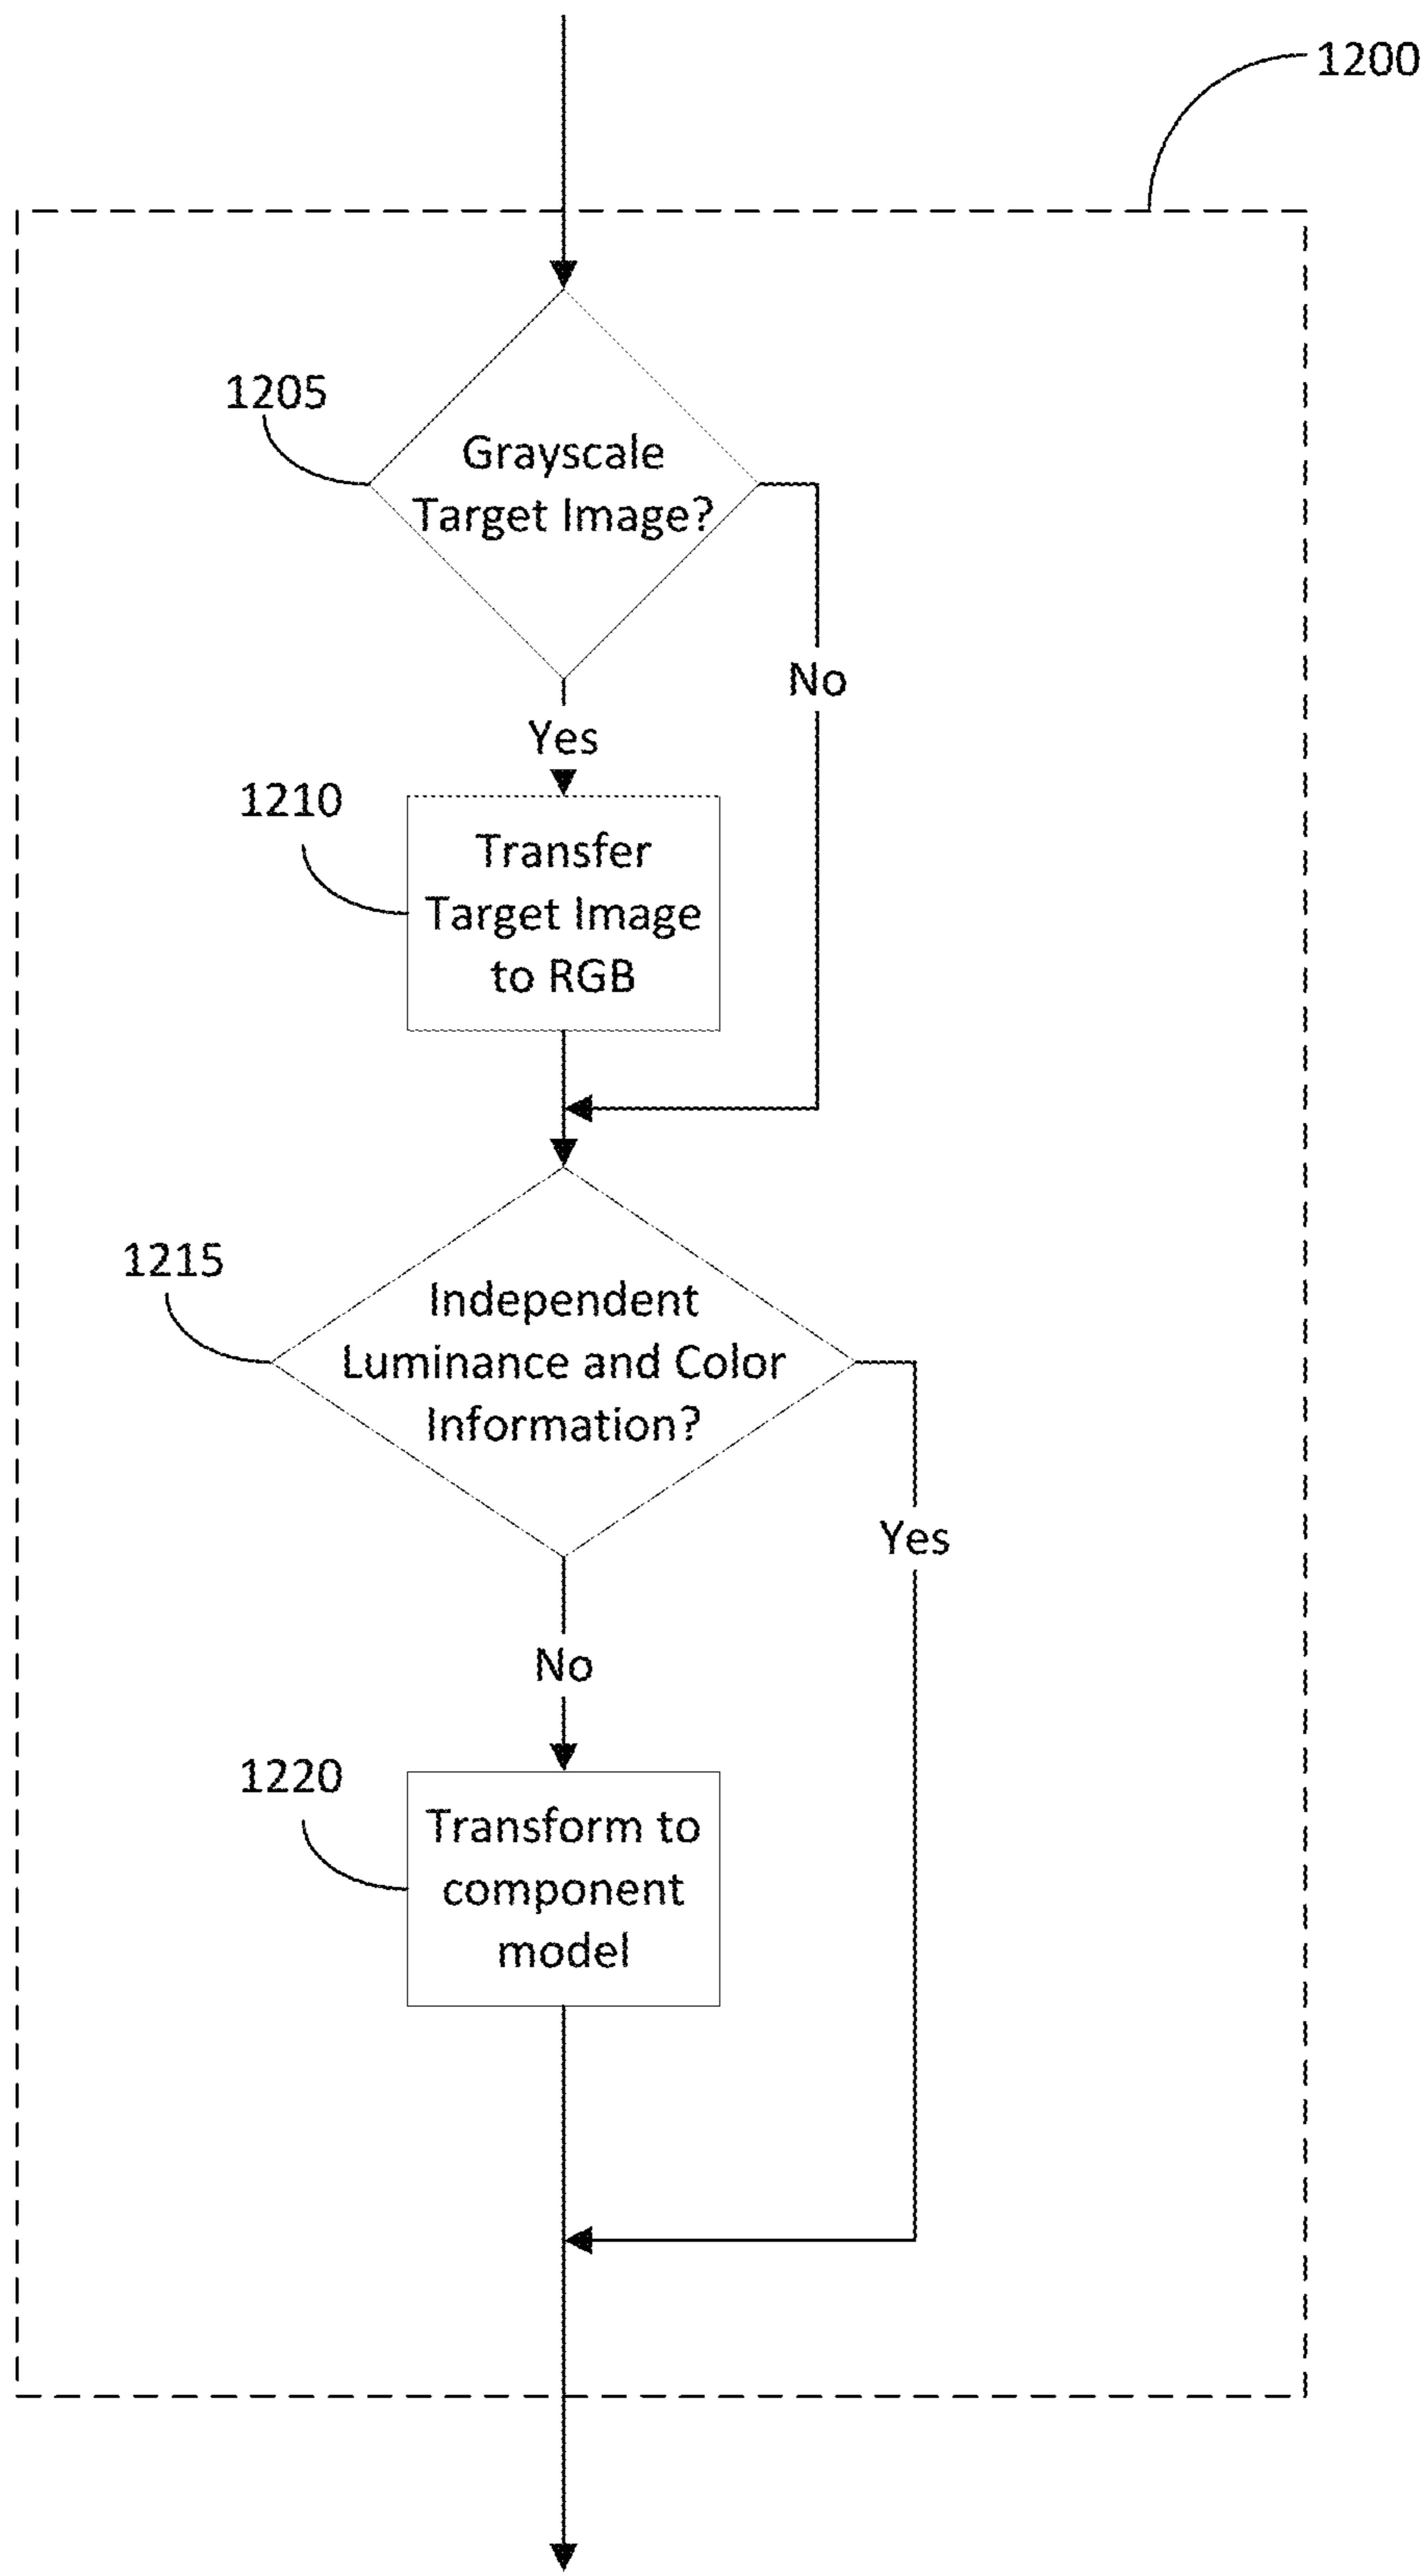 1200
1205
Grayscale
Target Image?
No
Yes
1210
Transfer
Target Image
to RGB
1215
Independent
Luminance and Color
Information?
Yes
No
1220
Transform to
component
model